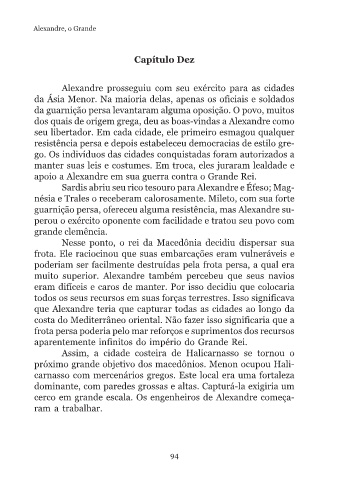 Alexandre, o Grande
Capítulo Dez
Alexandre prosseguiu com seu exército para as cidades
da Ásia Menor. Na maioria delas, apenas os oficiais e soldados
da guarnição persa levantaram alguma oposição. O povo, muitos
dos quais de origem grega, deu as boas-vindas a Alexandre como
seu libertador. Em cada cidade, ele primeiro esmagou qualquer
resistência persa e depois estabeleceu democracias de estilo gre-
go. Os indivíduos das cidades conquistadas foram autorizados a
manter suas leis e costumes. Em troca, eles juraram lealdade e
apoio a Alexandre em sua guerra contra o Grande Rei.
Sardis abriu seu rico tesouro para Alexandre e Éfeso; Mag-
nésia e Trales o receberam calorosamente. Mileto, com sua forte
guarnição persa, ofereceu alguma resistência, mas Alexandre su-
perou o exército oponente com facilidade e tratou seu povo com
grande clemência.
Nesse ponto, o rei da Macedônia decidiu dispersar sua
frota. Ele raciocinou que suas embarcações eram vulneráveis e
poderiam ser facilmente destruídas pela frota persa, a qual era
muito superior. Alexandre também percebeu que seus navios
eram difíceis e caros de manter. Por isso decidiu que colocaria
todos os seus recursos em suas forças terrestres. Isso significava
que Alexandre teria que capturar todas as cidades ao longo da
costa do Mediterrâneo oriental. Não fazer isso significaria que a
frota persa poderia pelo mar reforços e suprimentos dos recursos
aparentemente infinitos do império do Grande Rei.
Assim, a cidade costeira de Halicarnasso se tornou o
próximo grande objetivo dos macedônios. Menon ocupou Hali-
carnasso com mercenários gregos. Este local era uma fortaleza
dominante, com paredes grossas e altas. Capturá-la exigiria um
cerco em grande escala. Os engenheiros de Alexandre começa-
ram a trabalhar.
94